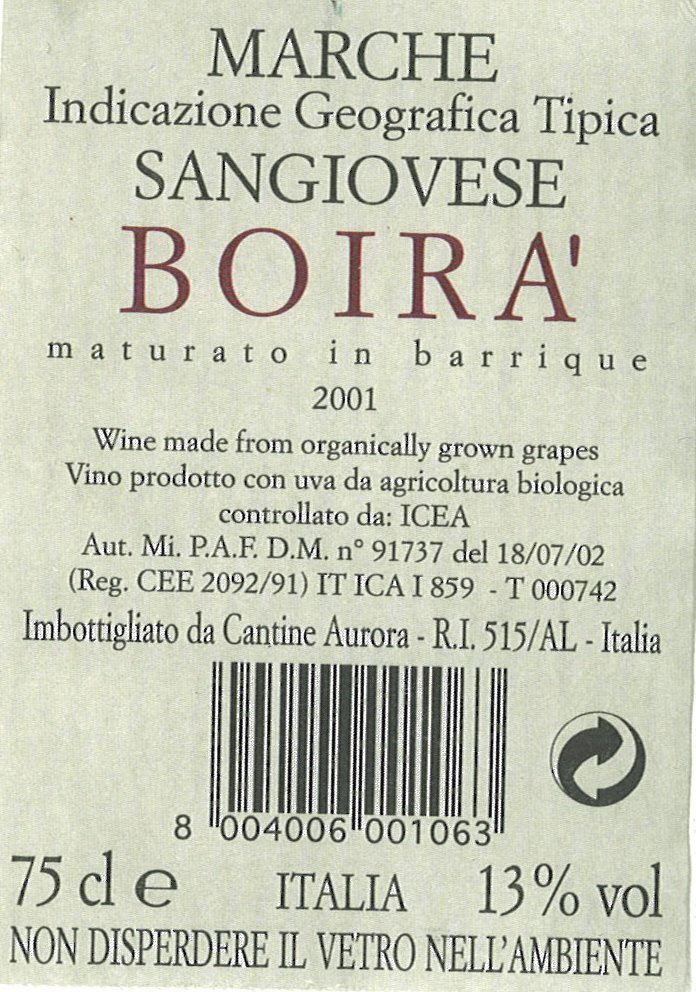 MARCHE
Indicazione Geografica Tipica
SANGIOVESE
BOIRA'
maturato in barrique
2001
Wine made from organically grown grapes
Vino prodotto con uva da agricoltura biologica
controllato da: ICEA
Aut. Mi. P.A.F. D.M. n° 91737 del 18/07/02
(Reg. CEE 2092/91) IT ICA I 859 - T 000742
Imbottigliato da Cantine Aurora - R.I. 515/AL - Italia
8 004006 001063
75 cl e ITALIA 13% vol
NON DISPERDERE IL VETRO NELL'AMBIENTE